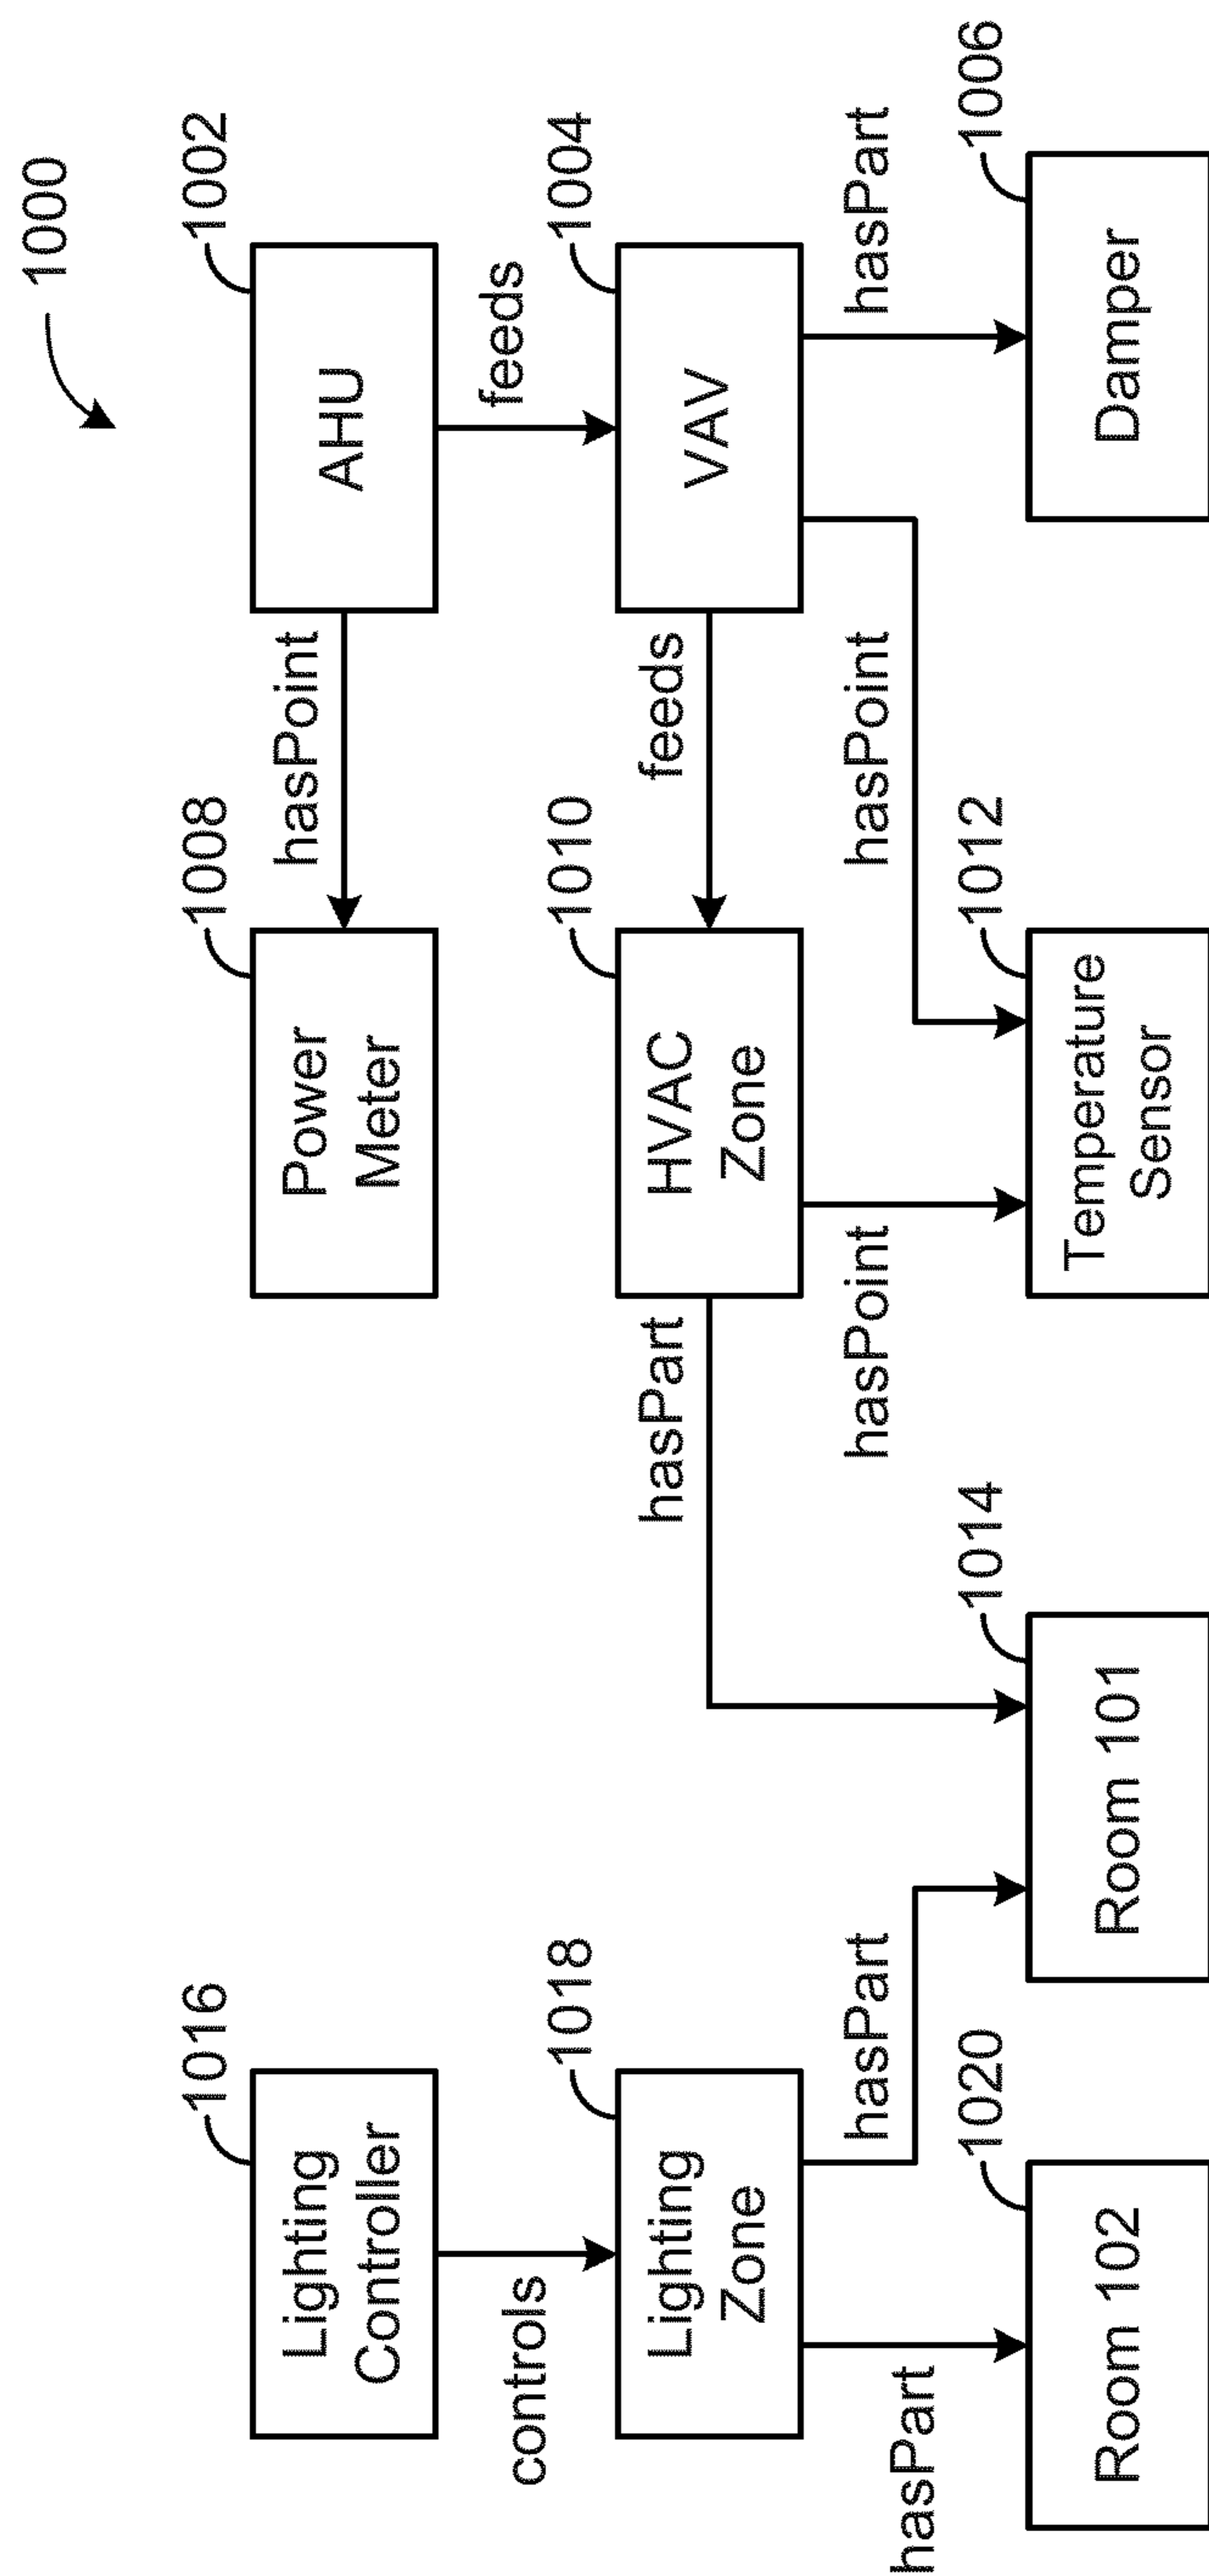 1000
1016
1008
1002
Lighting
Controller
Power
Meter
hasPoint
AHU
controls
feeds
1018
1010
1004
Lighting
Zone
hasPart
HVAC
Zone
feeds
VAV
hasPart
hasPart
hasPoint
hasPoint
hasPart
1020
1014
1012
1006
Room 102
Room 101
Temperature
Sensor
Damper